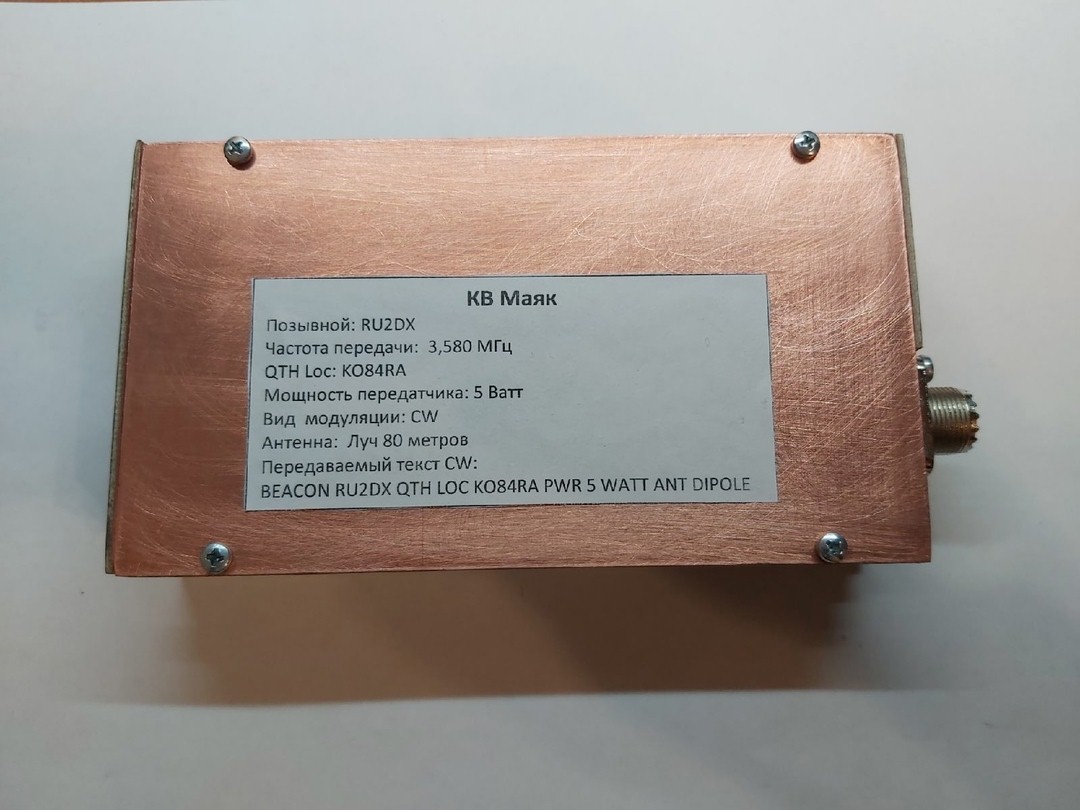 КВ Маяк
Позывной: RU2DX
Частота передачи: 3,580 МГц
QTH Loc: KO84RA
Мощность передатчика: 5 Ватт
Вид модуляции: CW
Антенна: Луч 80 метров
Передаваемый текст CW:
BEACON RU2DX QTH LOC KO84RA PWR 5 WATT ANT DIPOLE